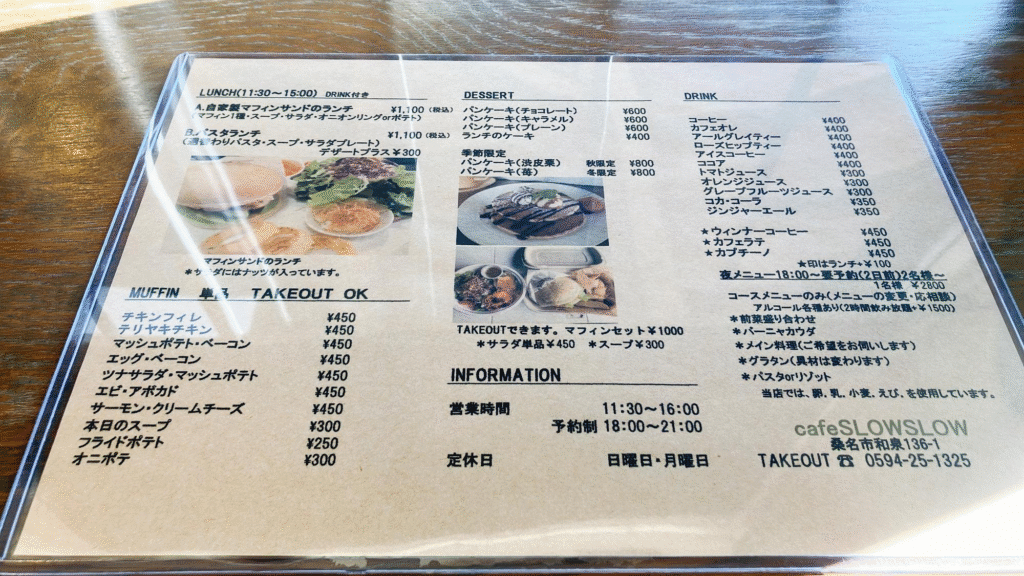 LUNCH(11:30～15:00) DRINK付き
A.自家製マフィンサンドのランチ ¥1,100 (税込)
(マフィン1種・スープ・サラダ・オニオンリングorポテト)
B.パスタランチ ¥1,100(税込)
(週替わりパスタ・スープ・サラダプレート)
デザートプラス¥300
マフィンサンドのランチ
＊サラダにはナッツが入っています。
MUFFIN 単品 TAKEOUT OK
チキンフィレ ¥450
テリヤキチキン ¥450
マッシュポテト・ベーコン ¥450
エッグ・ベーコン ¥450
ツナサラダ・マッシュポテト ¥450
エビ・アボカド ¥450
サーモン・クリームチーズ ¥450
本日のスープ ¥300
フライドポテト ¥250
オニポテ ¥300
DESSERT
パンケーキ(チョコレート) ¥600
パンケーキ(キャラメル) ¥600
パンケーキ(プレーン) ¥600
ランチのケーキ ¥400
季節限定
パンケーキ(渋皮栗) 秋限定 ¥800
パンケーキ(苺) 冬限定 ¥800
TAKEOUTできます。マフィンセット¥1000
＊サラダ単品¥450 ＊スープ¥300
INFORMATION
営業時間 11:30～16:00
予約制 18:00～21:00
定休日 日曜日・月曜日
DRINK
コーヒー ¥400
カフェオレ ¥400
アールグレイティー ¥400
ローズヒップティー ¥400
アイスコーヒー ¥400
ココア ¥400
トマトジュース ¥300
オレンジジュース ¥300
グレープフルーツジュース ¥300
コカ・コーラ ¥350
ジンジャーエール ¥350
★ウィンナーコーヒー ¥450
★カフェラテ ¥450
★カプチーノ ¥450
★印はランチ+¥100
夜メニュー18:00～要予約(2日前)2名様～
1名様 ¥2800
コースメニューのみ(メニューの変更・応相談)
アルコール各種あり(2時間飲み放題+¥1500)
＊前菜盛り合わせ
＊バーニャカウダ
＊メイン料理(ご希望をお伺いします)
＊グラタン(具材は変わります)
＊パスタorリゾット
当店では、卵、乳、小麦、えび、を使用しています。
cafeSLOWSLOW
桑名市和泉136-1
TAKEOUT ☎ 0594-25-1325